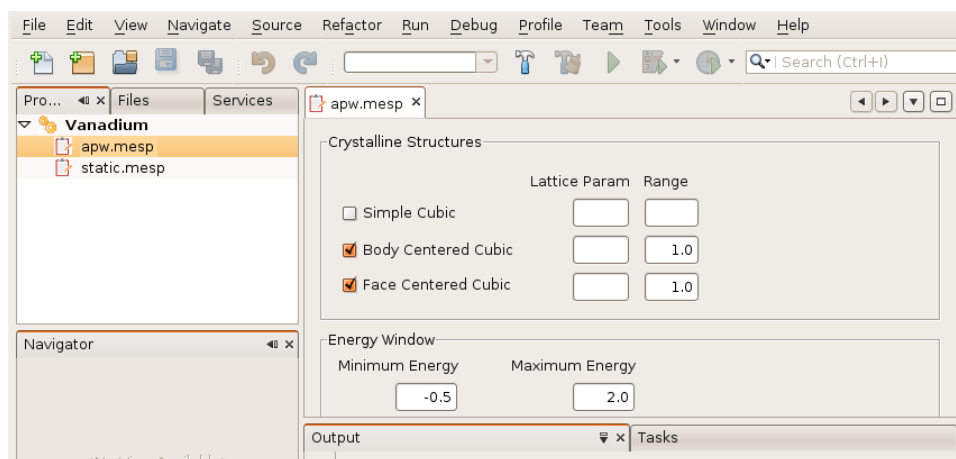 File Edit View Navigate Source Refactor Run Debug Profile Team Tools Window Help
Search (Ctrl+I)
Pro... Files Services
apw.mesp
Vanadium
apw.mesp
static.mesp
Crystalline Structures
Lattice Param Range
Simple Cubic
Body Centered Cubic 1.0
Face Centered Cubic 1.0
Navigator
Energy Window
Minimum Energy Maximum Energy
-0.5 2.0
Output Tasks